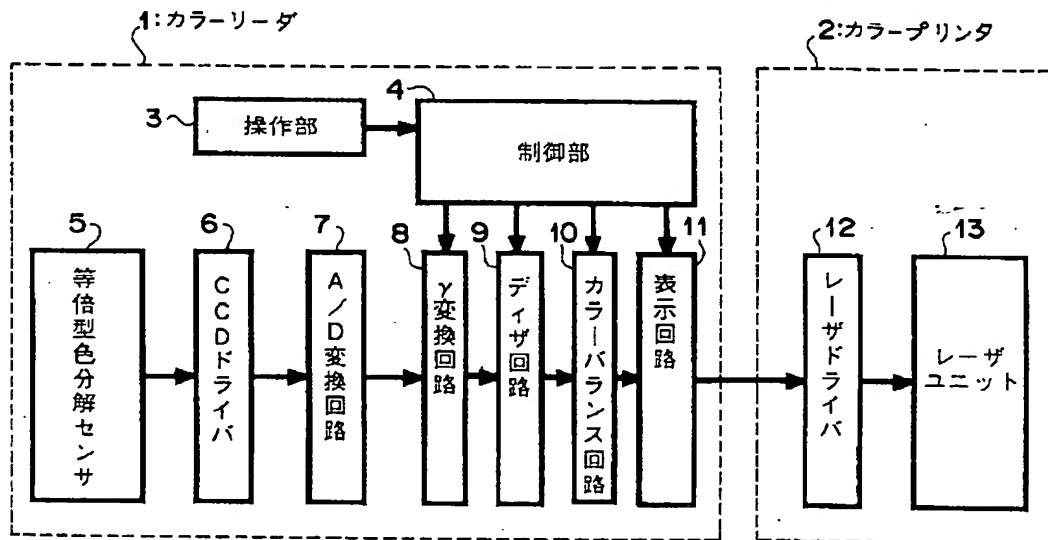 1:カラーリーダ
2:カラープリンタ
3
操作部
4
制御部
5
等倍型色分解センサ
6
CCDドライバ
7
A/D変換回路
8
γ変換回路
9
ディザ回路
10
カラーバランス回路
11
表示回路
12
レーザドライバ
13
レーザ
ユニット